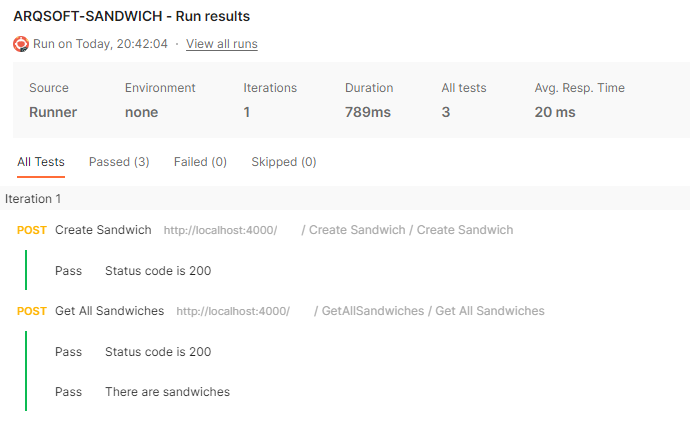 ARQSOFT-SANDWICH - Run results
Run on Today, 20:42:04 · View all runs
Source Environment Iterations Duration All tests Avg. Resp. Time
Runner none 1 789ms 3 20 ms
All Tests Passed (3) Failed (0) Skipped (0)
Iteration 1
POST Create Sandwich http://localhost:4000/ / Create Sandwich / Create Sandwich
Pass Status code is 200
POST Get All Sandwiches http://localhost:4000/ / GetAllSandwiches / Get All Sandwiches
Pass Status code is 200
Pass There are sandwiches